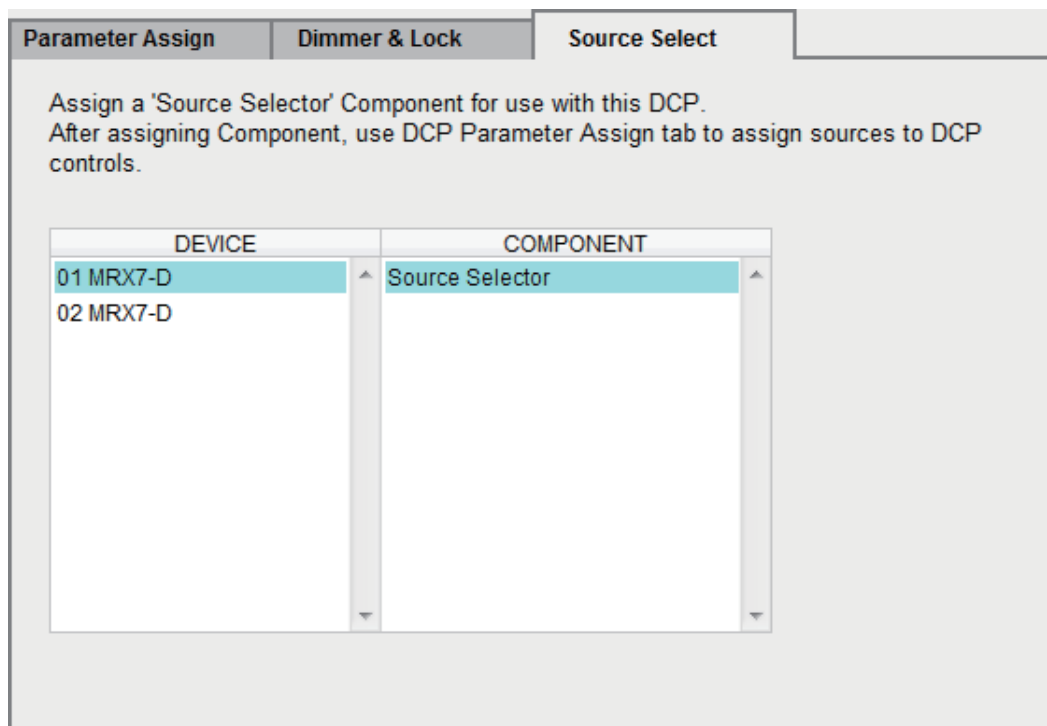 Parameter Assign
Dimmer & Lock
Source Select
Assign a 'Source Selector' Component for use with this DCP.
After assigning Component, use DCP Parameter Assign tab to assign sources to DCP
controls.
DEVICE
COMPONENT
01 MRX7-D
Source Selector
02 MRX7-D